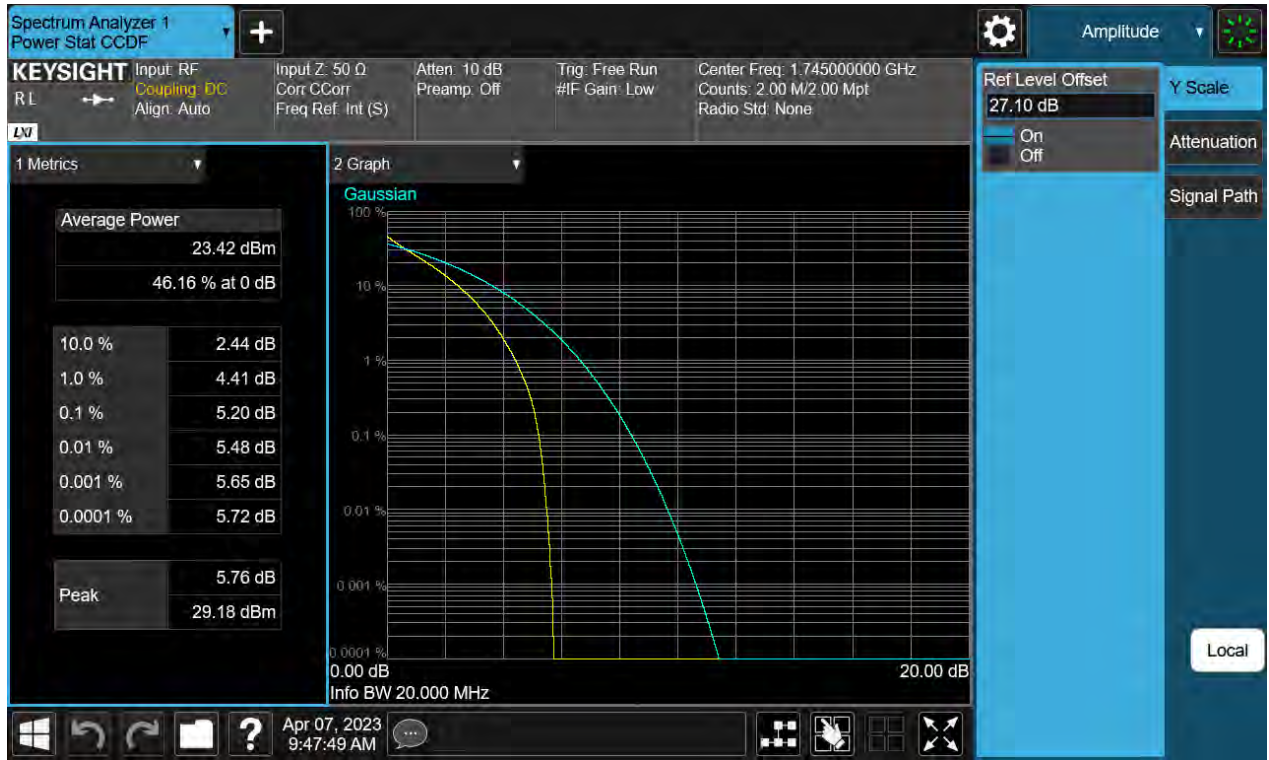 Spectrum Analyzer 1
Power Stat CCDF
+
Amplitude
KEYSIGHT
RL
LXI
Input: RF
Coupling: DC
Align: Auto
Input Z: 50 Ω
Corr CCorr
Freq Ref: Int (S)
Atten: 10 dB
Preamp: Off
Trig: Free Run
#IF Gain: Low
Center Freq: 1.745000000 GHz
Counts: 2.00 M/2.00 Mpt
Radio Std: None
Ref Level Offset
27.10 dB
On
Off
Y Scale
Attenuation
Signal Path
Local
1 Metrics
Average Power
23.42 dBm
46.16 % at 0 dB
10.0 % 2.44 dB
1.0 % 4.41 dB
0.1 % 5.20 dB
0.01 % 5.48 dB
0.001 % 5.65 dB
0.0001 % 5.72 dB
Peak
5.76 dB
29.18 dBm
2 Graph
Gaussian
100 %
10 %
1 %
0.1 %
0.01 %
0.001 %
0.0001 %
0.00 dB 20.00 dB
Info BW 20.000 MHz
?
Apr 07, 2023
9:47:49 AM